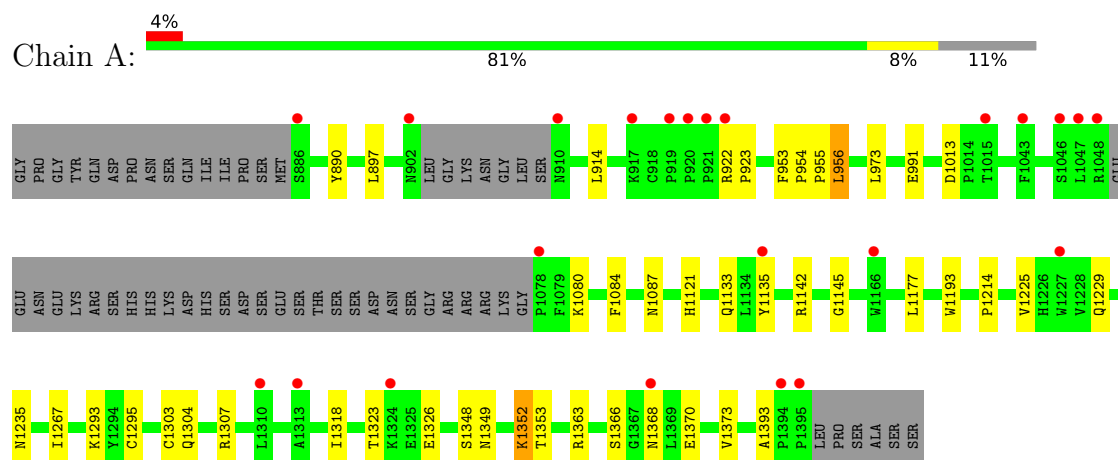 4%
Chain A:
81% 8% 11%
GLY PRO GLY TYR GLN ASP PRO ASN SER GLN ILE ILE PRO SER MET S886 Y890 L897 N902 LEU GLY LYS ASN GLY LEU SER N910 L914 K917 C918 P919 P920 P921 R922 P923 F953 P954 P955 L956 L973 E991 D1013 P1014 T1015 F1043 S1046 L1047 R1048 GLU
GLU ASN GLU LYS ARG SER HIS HIS LYS ASP HIS SER ASP SER GLU SER THR SER SER ASP ASN SER GLY ARG ARG ARG LYS GLY P1078 F1079 K1080 F1084 N1087 H1121 Q1133 L1134 Y1135 R1142 G1145 W1166 L1177 W1193 P1214 V1225 H1226 W1227 V1228 Q1229
N1235 I1267 K1293 Y1294 C1295 C1303 Q1304 R1307 L1310 A1313 I1318 T1323 K1324 E1325 E1326 S1348 N1349 K1352 T1353 R1363 S1366 G1367 N1368 L1369 E1370 V1373 A1393 P1394 P1395 LEU PRO SER ALA SER SER